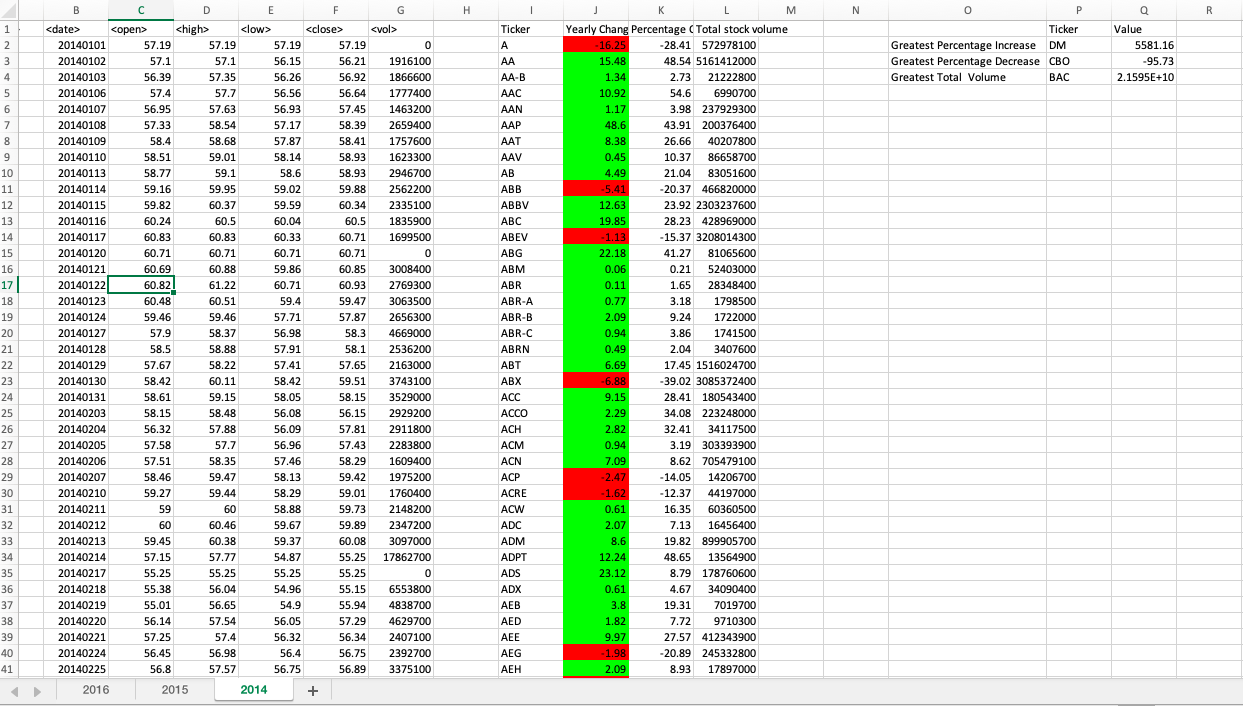 B C D E F G H I J K L M N O P Q R
1 <date> <open> <high> <low> <close> <vol> Ticker Yearly Chang Percentage C Total stock volume Ticker Value
2 20140101 57.19 57.19 57.19 57.19 0 A -16.25 -28.41 572978100 Greatest Percentage Increase DM 5581.16
3 20140102 57.1 57.1 56.15 56.21 1916100 AA 15.48 48.54 5161412000 Greatest Percentage Decrease CBO -95.73
4 20140103 56.39 57.35 56.26 56.92 1866600 AA-B 1.34 2.73 21222800 Greatest Total Volume BAC 2.1595E+10
5 20140106 57.4 57.7 56.56 56.64 1777400 AAC 10.92 54.6 6990700
6 20140107 56.95 57.63 56.93 57.45 1463200 AAN 1.17 3.98 237929300
7 20140108 57.33 58.54 57.17 58.39 2659400 AAP 48.6 43.91 200376400
8 20140109 58.4 58.68 57.87 58.41 1757600 AAT 8.38 26.66 40207800
9 20140110 58.51 59.01 58.14 58.93 1623300 AAV 0.45 10.37 86658700
10 20140113 58.77 59.1 58.6 58.93 2946700 AB 4.49 21.04 83051600
11 20140114 59.16 59.95 59.02 59.88 2562200 ABB -5.41 -20.37 466820000
12 20140115 59.82 60.37 59.59 60.34 2335100 ABBV 12.63 23.92 2303237600
13 20140116 60.24 60.5 60.04 60.5 1835900 ABC 19.85 28.23 428969000
14 20140117 60.83 60.83 60.33 60.71 1699500 ABEV -1.13 -15.37 3208014300
15 20140120 60.71 60.71 60.71 60.71 0 ABG 22.18 41.27 81065600
16 20140121 60.69 60.88 59.86 60.85 3008400 ABM 0.06 0.21 52403000
17 20140122 60.82 61.22 60.71 60.93 2769300 ABR 0.11 1.65 28348400
18 20140123 60.48 60.51 59.4 59.47 3063500 ABR-A 0.77 3.18 1798500
19 20140124 59.46 59.46 57.71 57.87 2656300 ABR-B 2.09 9.24 1722000
20 20140127 57.9 58.37 56.98 58.3 4669000 ABR-C 0.94 3.86 1741500
21 20140128 58.5 58.88 57.91 58.1 2536200 ABRN 0.49 2.04 3407600
22 20140129 57.67 58.22 57.41 57.65 2163000 ABT 6.69 17.45 1516024700
23 20140130 58.42 60.11 58.42 59.51 3743100 ABX -6.88 -39.02 3085372400
24 20140131 58.61 59.15 58.05 58.15 3529000 ACC 9.15 28.41 180543400
25 20140203 58.15 58.48 56.08 56.15 2929200 ACCO 2.29 34.08 223248000
26 20140204 56.32 57.88 56.09 57.81 2911800 ACH 2.82 32.41 34117500
27 20140205 57.58 57.7 56.96 57.43 2283800 ACM 0.94 3.19 303393900
28 20140206 57.51 58.35 57.46 58.29 1609400 ACN 7.09 8.62 705479100
29 20140207 58.46 59.47 58.13 59.42 1975200 ACP -2.47 -14.05 14206700
30 20140210 59.27 59.44 58.29 59.01 1760400 ACRE -1.62 -12.37 44197000
31 20140211 59 60 58.88 59.73 2148200 ACW 0.61 16.35 60360500
32 20140212 60 60.46 59.67 59.89 2347200 ADC 2.07 7.13 16456400
33 20140213 59.45 60.38 59.37 60.08 3097000 ADM 8.6 19.82 899905700
34 20140214 57.15 57.77 54.87 55.25 17862700 ADPT 12.24 48.65 13564900
35 20140217 55.25 55.25 55.25 55.25 0 ADS 23.12 8.79 178760600
36 20140218 55.38 56.04 54.96 55.15 6553800 ADX 0.61 4.67 34090400
37 20140219 55.01 56.65 54.9 55.94 4838700 AEB 3.8 19.31 7019700
38 20140220 56.14 57.54 56.05 57.29 4629700 AED 1.82 7.72 9710300
39 20140221 57.25 57.4 56.32 56.34 2407100 AEE 9.97 27.57 412343900
40 20140224 56.45 56.98 56.4 56.75 2392700 AEG -1.98 -20.89 245332800
41 20140225 56.8 57.57 56.75 56.89 3375100 AEH 2.09 8.93 17897000
2016 2015 2014 +